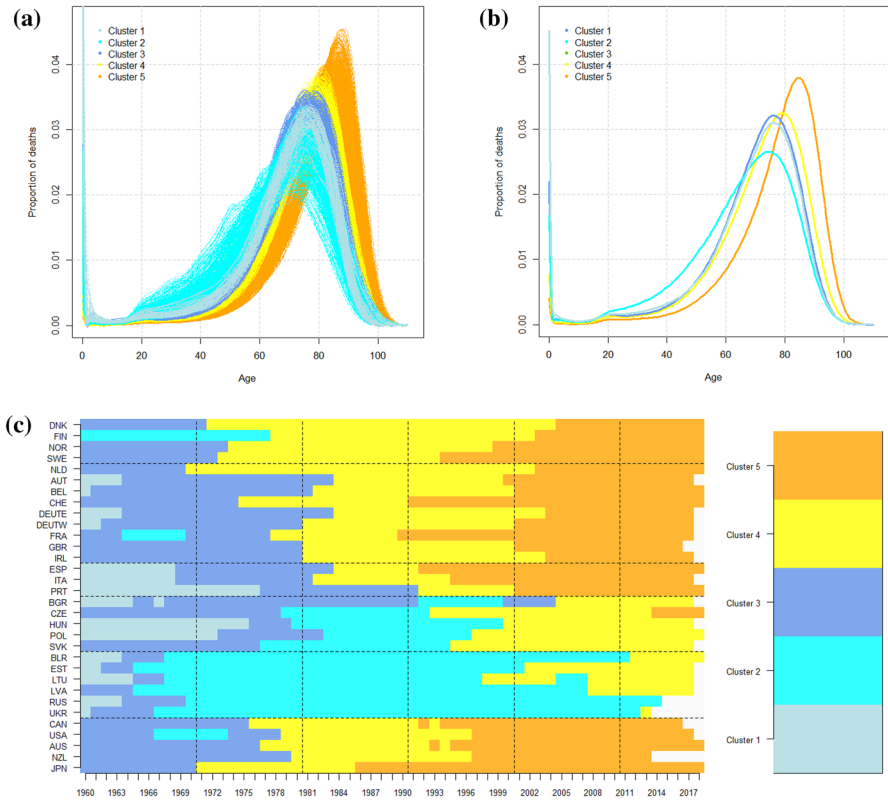 (a)
Proportion of deaths
0.00
0.01
0.02
0.03
0.04
Cluster 1
Cluster 2
Cluster 3
Cluster 4
Cluster 5
0 20 40 60 80 100
Age
(b)
Proportion of deaths
0.00
0.01
0.02
0.03
0.04
Cluster 1
Cluster 2
Cluster 3
Cluster 4
Cluster 5
0 20 40 60 80 100
Age
(c)
DNK
FIN
NOR
SWE
NLD
AUT
BEL
CHE
DEUTE
DEUTW
FRA
GBR
IRL
ESP
ITA
PRT
BGR
CZE
HUN
POL
SVK
BLR
EST
LTU
LVA
RUS
UKR
CAN
USA
AUS
NZL
JPN
1960 1963 1966 1969 1972 1975 1978 1981 1984 1987 1990 1993 1996 1999 2002 2005 2008 2011 2014 2017
Cluster 5
Cluster 4
Cluster 3
Cluster 2
Cluster 1